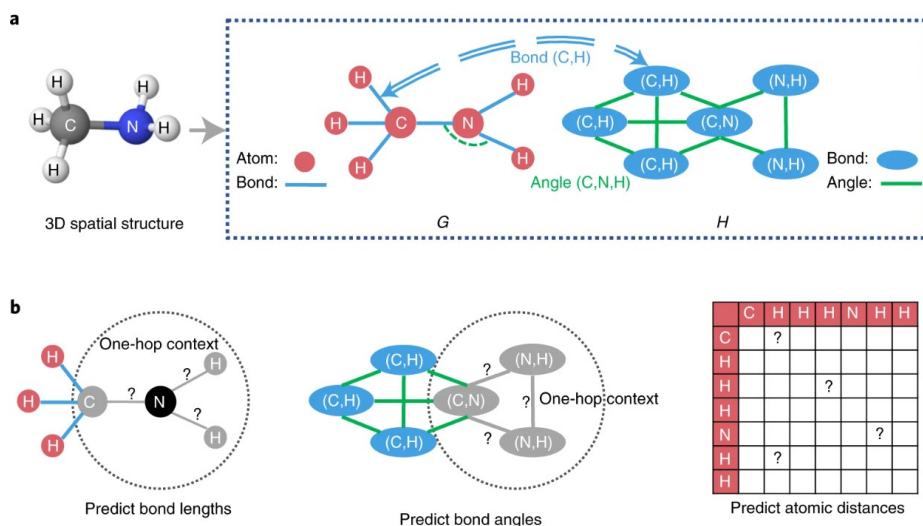 a
H
H
H
C
N
H
H
3D spatial structure
Bond (C,H)
H
H
H
C
N
H
H
Atom:
Bond:
Angle (C,N,H)
G
(C,H)
(N,H)
(C,H)
(C,N)
(C,H)
(N,H)
Bond:
Angle:
H
b
One-hop context
H
H
?
?
H
C
N
?
H
H
Predict bond lengths
(C,H)
(N,H)
?
(C,H)
(C,N)
?
One-hop context
?
(C,H)
(N,H)
Predict bond angles
C H H H N H H
C ?
H
H ?
H
N ?
H ?
H
Predict atomic distances